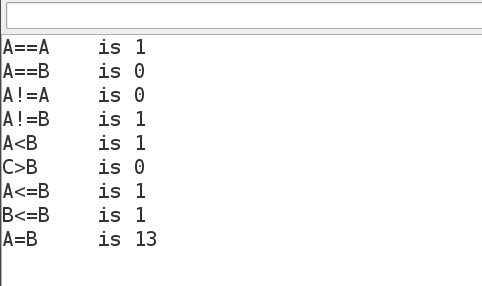 A==A    is 1
A==B    is 0
A!=A    is 0
A!=B    is 1
A<B     is 1
C>B     is 0
A<=B    is 1
B<=B    is 1
A=B     is 13